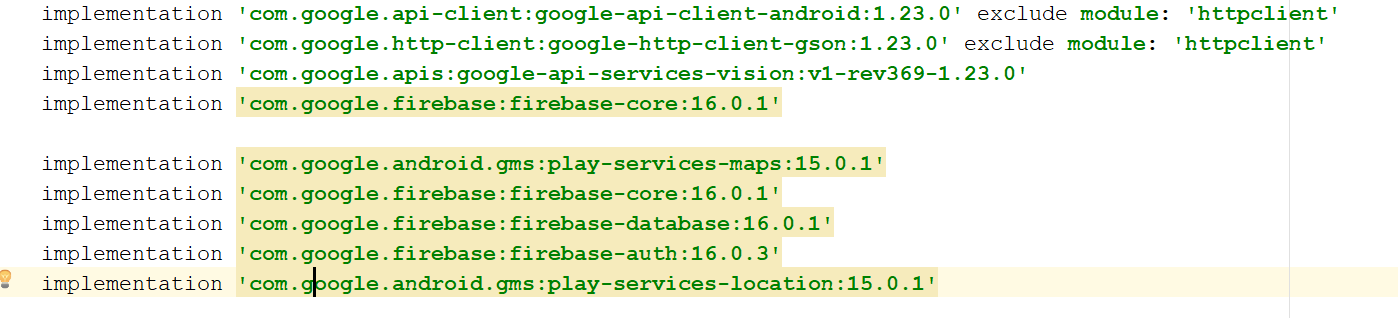 implementation 'com.google.api-client:google-api-client-android:1.23.0' exclude module: 'httpclient'
implementation 'com.google.http-client:google-http-client-gson:1.23.0' exclude module: 'httpclient'
implementation 'com.google.apis:google-api-services-vision:v1-rev369-1.23.0'
implementation 'com.google.firebase:firebase-core:16.0.1'
implementation 'com.google.android.gms:play-services-maps:15.0.1'
implementation 'com.google.firebase:firebase-core:16.0.1'
implementation 'com.google.firebase:firebase-database:16.0.1'
implementation 'com.google.firebase:firebase-auth:16.0.3'
implementation 'com.google.android.gms:play-services-location:15.0.1'